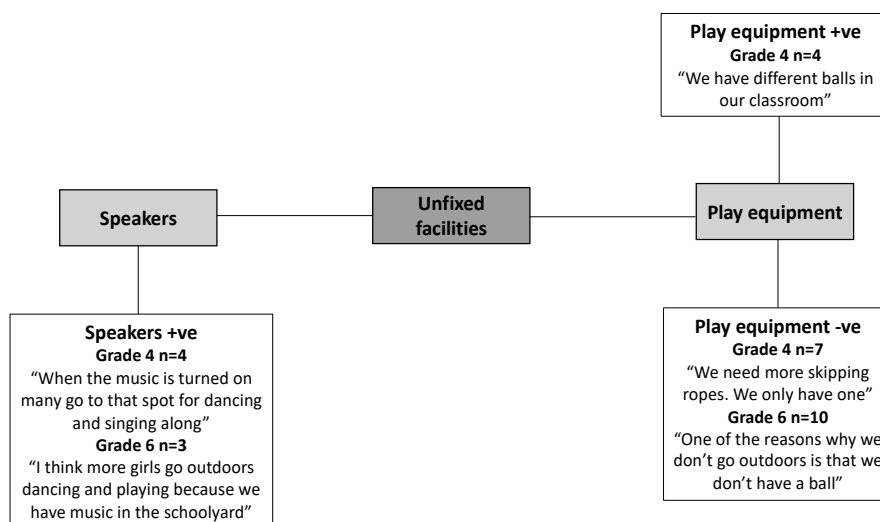 Play equipment +ve
Grade 4 n=4
“We have different balls in
our classroom”
Speakers
Unfixed
facilities
Play equipment
Speakers +ve
Grade 4 n=4
“When the music is turned on
many go to that spot for dancing
and singing along”
Grade 6 n=3
“I think more girls go outdoors
dancing and playing because we
have music in the schoolyard”
Play equipment -ve
Grade 4 n=7
“We need more skipping
ropes. We only have one”
Grade 6 n=10
“One of the reasons why we
don’t go outdoors is that we
don’t have a ball”